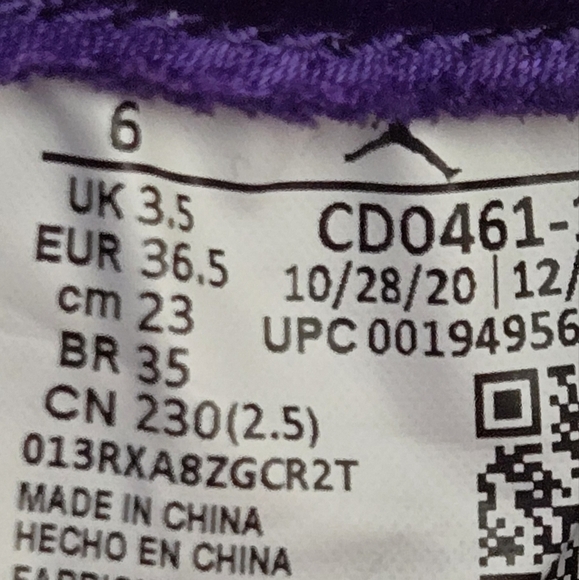 6
UK 3.5
EUR 36.5
cm 23
BR 35
CN 230(2.5)
013RXA8ZGCR2T
MADE IN CHINA
HECHO EN CHINA
CD0461-
10/28/20 | 12/
UPC 00194956